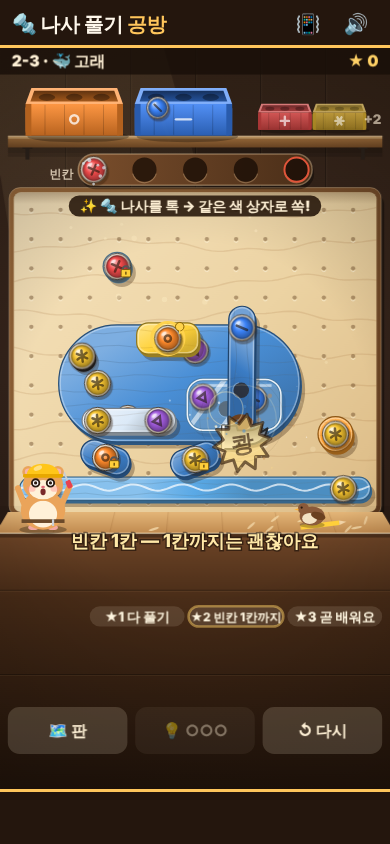 나사 풀기 공방
2-3 · 고래
★ 0
+2
빈칸
✨ 🔩 나사를 톡 → 같은 색 상자로 쏙!
쾅
빈칸 1칸 — 1칸까지는 괜찮아요
★1 다 풀기
★2 빈칸 1칸까지
★3 곧 배워요
판
다시